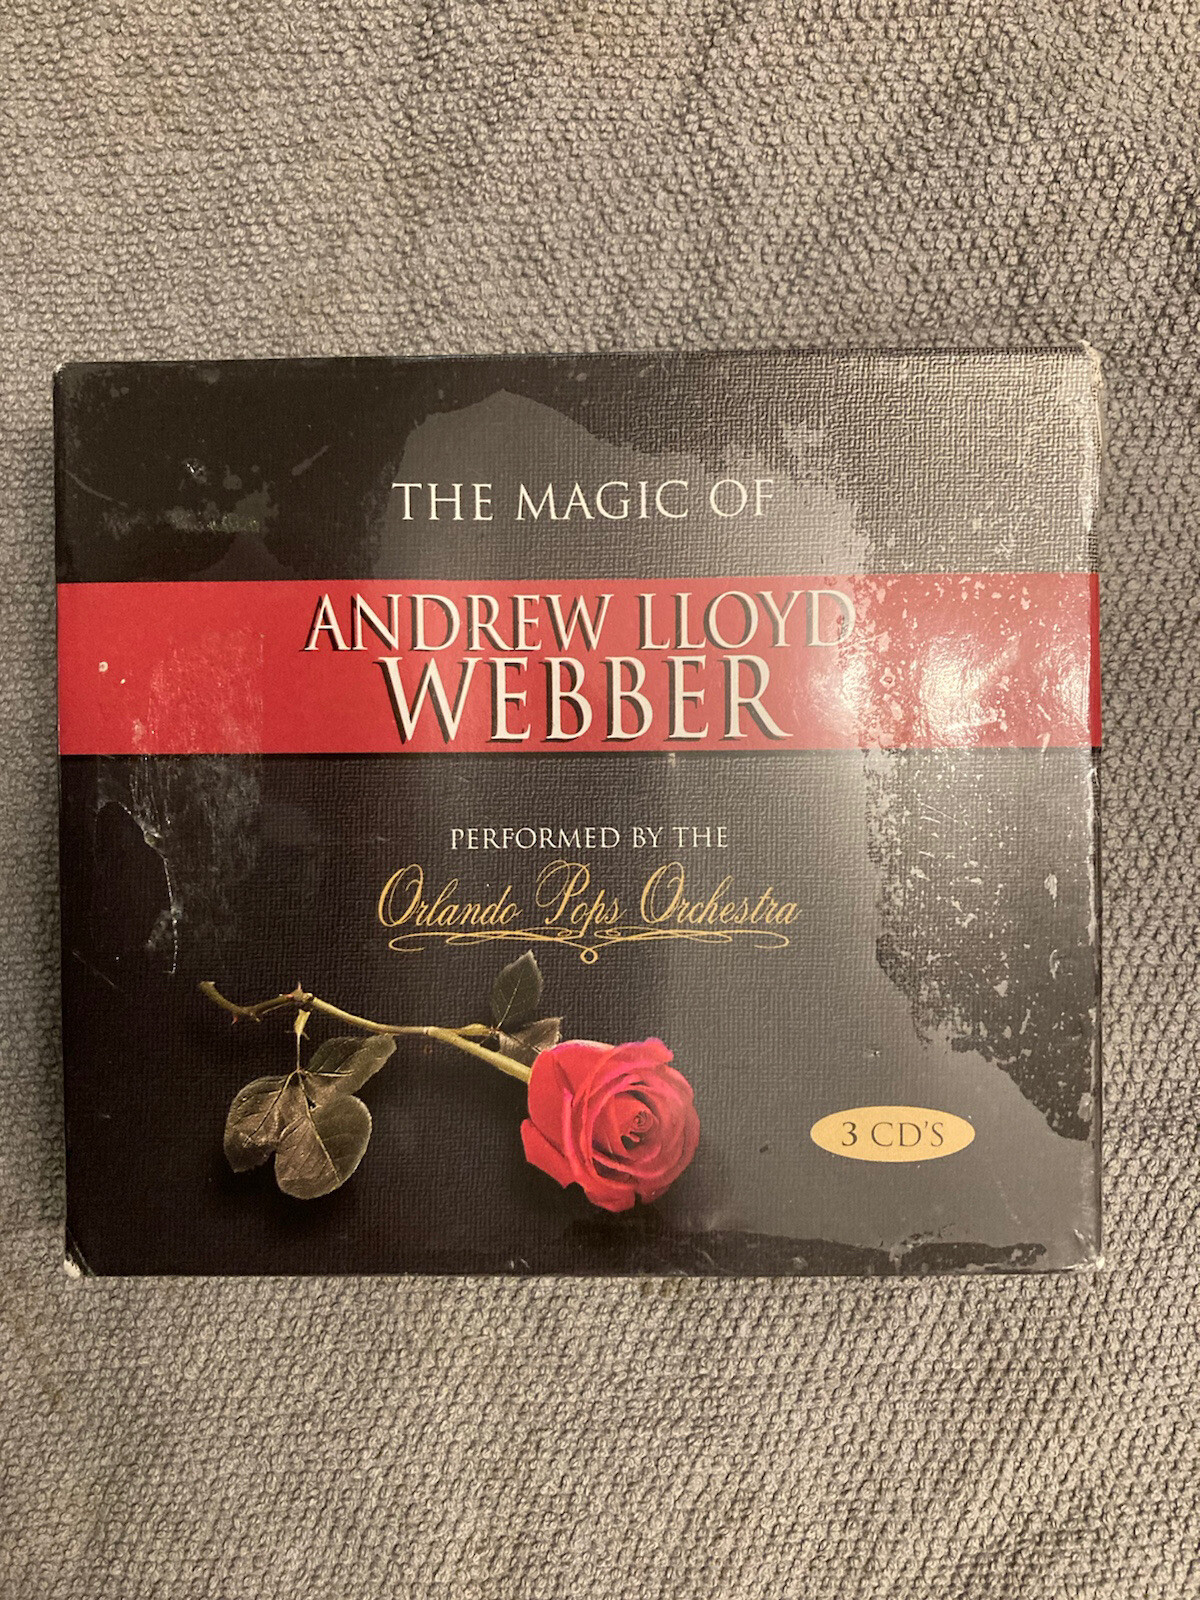 THE MAGIC OF
ANDREW LLOYD
WEBBER
PERFORMED BY THE
Orlando Pops Orchestra
3 CD'S